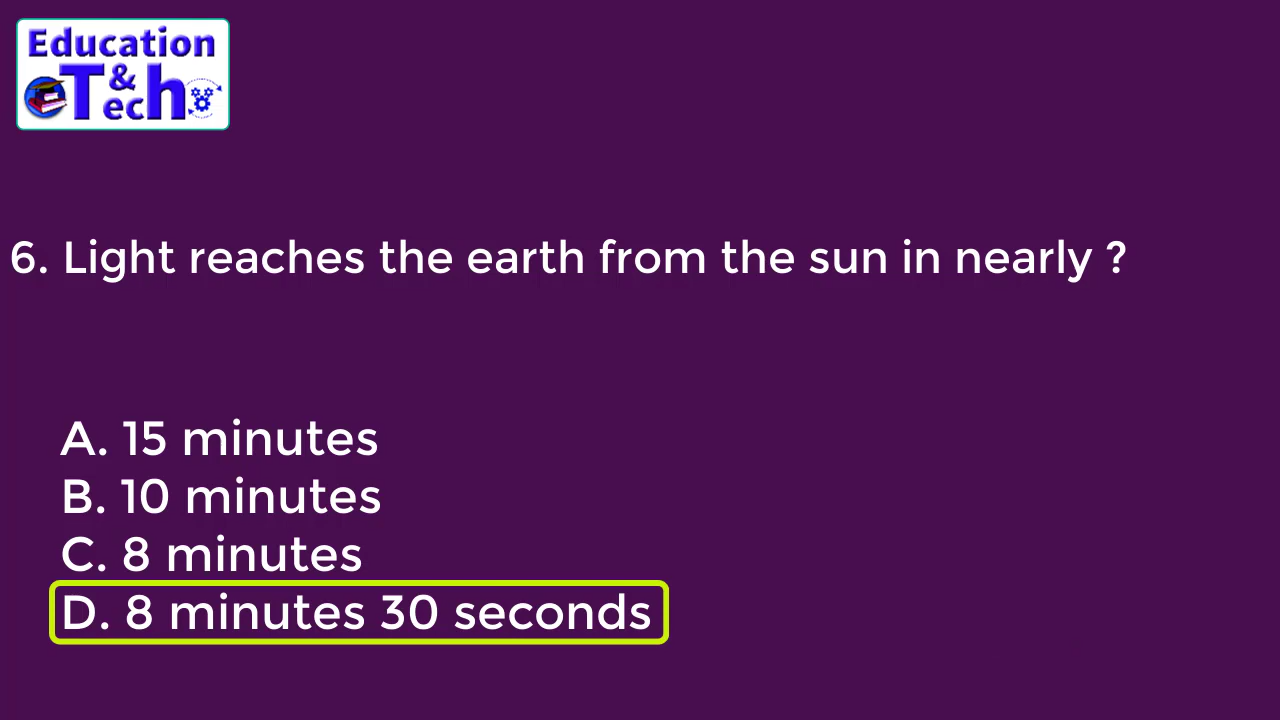 Education
&
Tech
6. Light reaches the earth from the sun in nearly ?
A. 15 minutes
B. 10 minutes
C. 8 minutes
D. 8 minutes 30 seconds